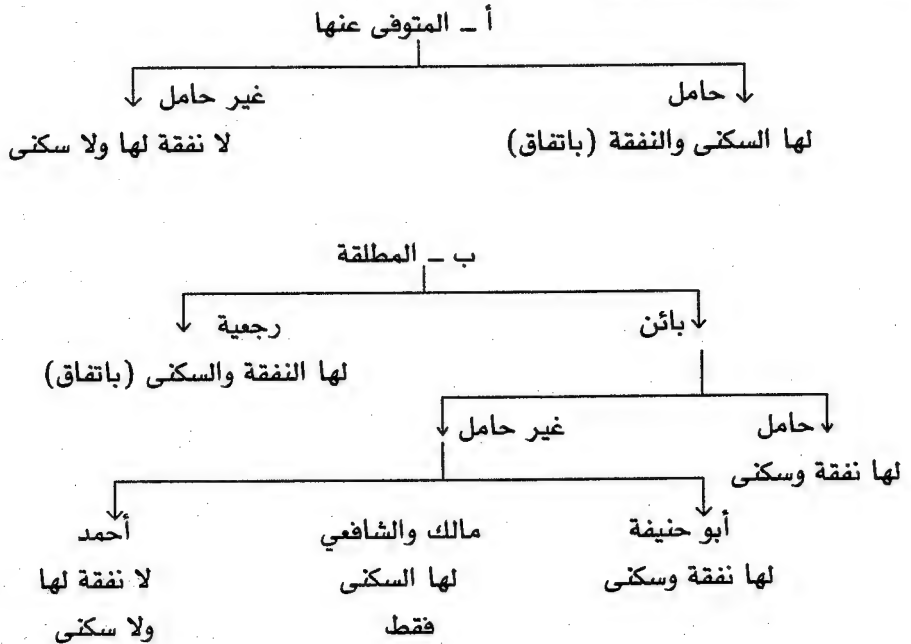 أ ــ المتوفى عنها
حامل
غير حامل
لها السكنى والنفقة (باتفاق)
لا نفقة لها ولا سكنى
ب ــ المطلقة
بائن
رجعية
لها النفقة والسكنى (باتفاق)
حامل
غير حامل
لها نفقة وسكنى
أبو حنيفة
مالك والشافعي
أحمد
لها نفقة وسكنى
لها السكنى
لا نفقة لها
فقط
ولا سكنى